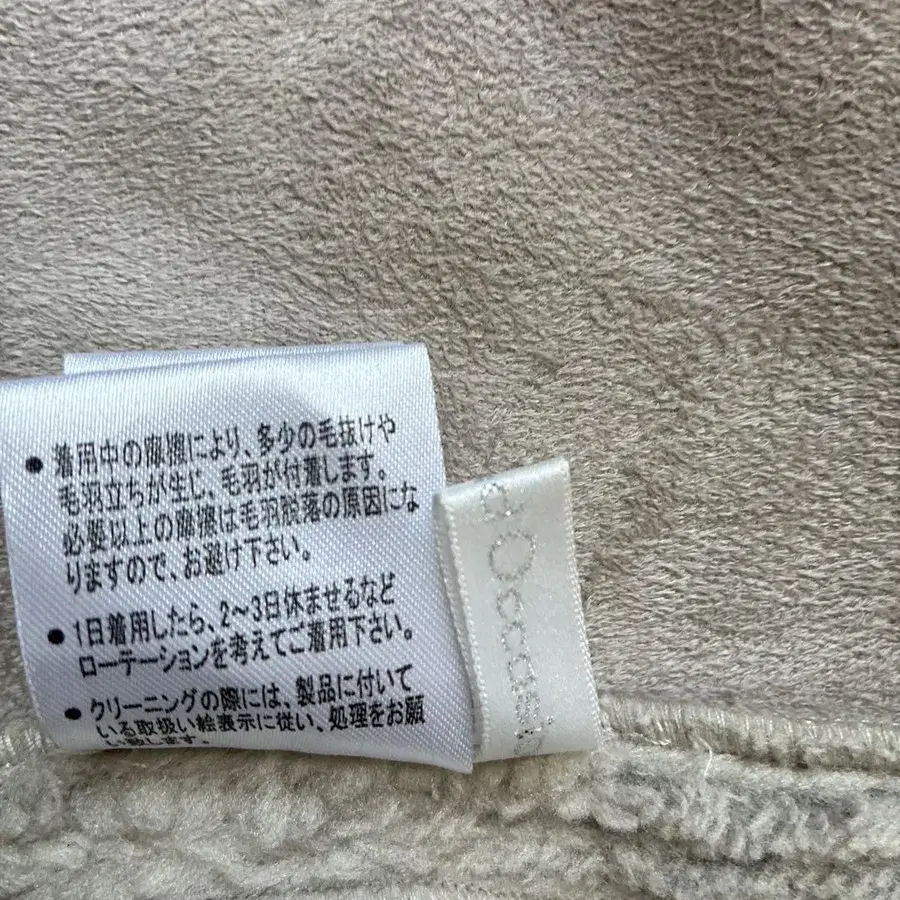 ● 着用中の摩擦により、多少の毛抜けや
毛羽立ちが生じ、毛羽が付着します。
必要以上の摩擦は毛羽脱落の原因にな
りますので、お避け下さい。
● 1日着用したら、2〜3日休ませるなど
ローテーションを考えてご着用下さい。
● クリーニングの際には、製品に付いて
いる取扱い絵表示に従い、処理をお願
い致します。
d Occasio